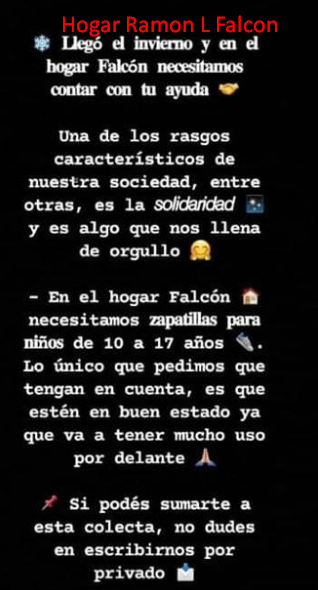 Hogar Ramon L Falcon
❄️ Llegó el invierno y en el
hogar Falcón necesitamos
contar con tu ayuda 🤝
Una de los rasgos
característicos de
nuestra sociedad, entre
otras, es la solidaridad 🌌
y es algo que nos llena
de orgullo 🤗
- En el hogar Falcón 🏠
necesitamos zapatillas para
niños de 10 a 17 años 👟.
Lo único que pedimos que
tengan en cuenta, es que
estén en buen estado ya
que va a tener mucho uso
por delante 🙏
📌 Si podés sumarte a
esta colecta, no dudes
en escribirnos por
privado 📩